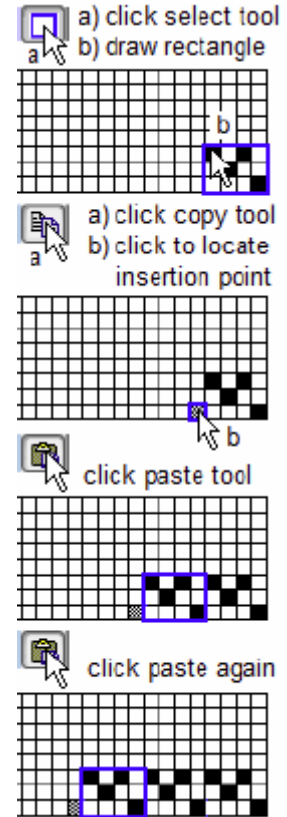 a) click select tool
a b) draw rectangle
b
a) click copy tool
a b) click to locate
insertion point
b
click paste tool
click paste again